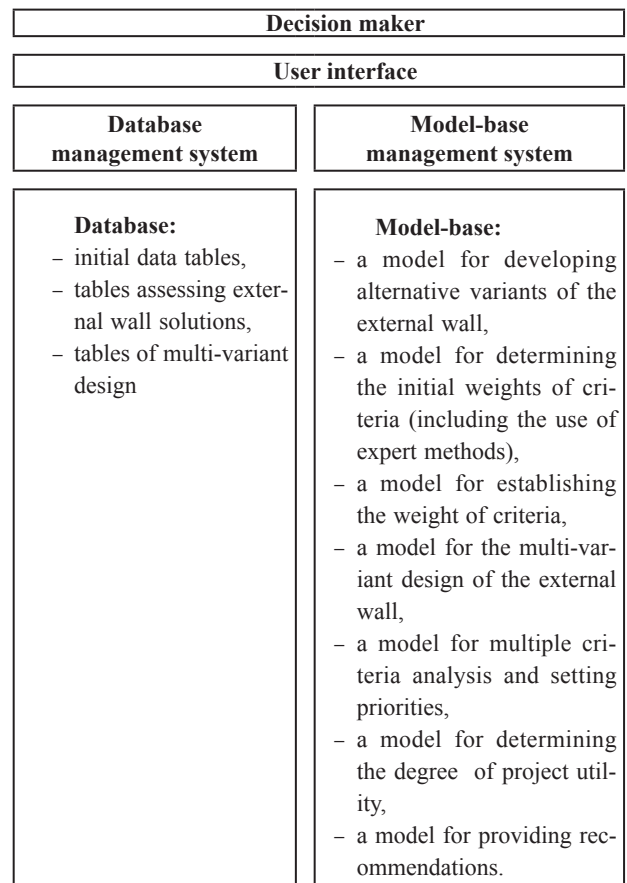 Decision maker
User interface
Database
management system
Model-base
management system
Database:
– initial data tables,
– tables assessing exter-
nal wall solutions,
– tables of multi-variant
design
Model-base:
– a model for developing
alternative variants of the
external wall,
– a model for determining
the initial weights of cri-
teria (including the use of
expert methods),
– a model for establishing
the weight of criteria,
– a model for the multi-var-
iant design of the external
wall,
– a model for multiple cri-
teria analysis and setting
priorities,
– a model for determining
the degree of project util-
ity,
– a model for providing rec-
ommendations.